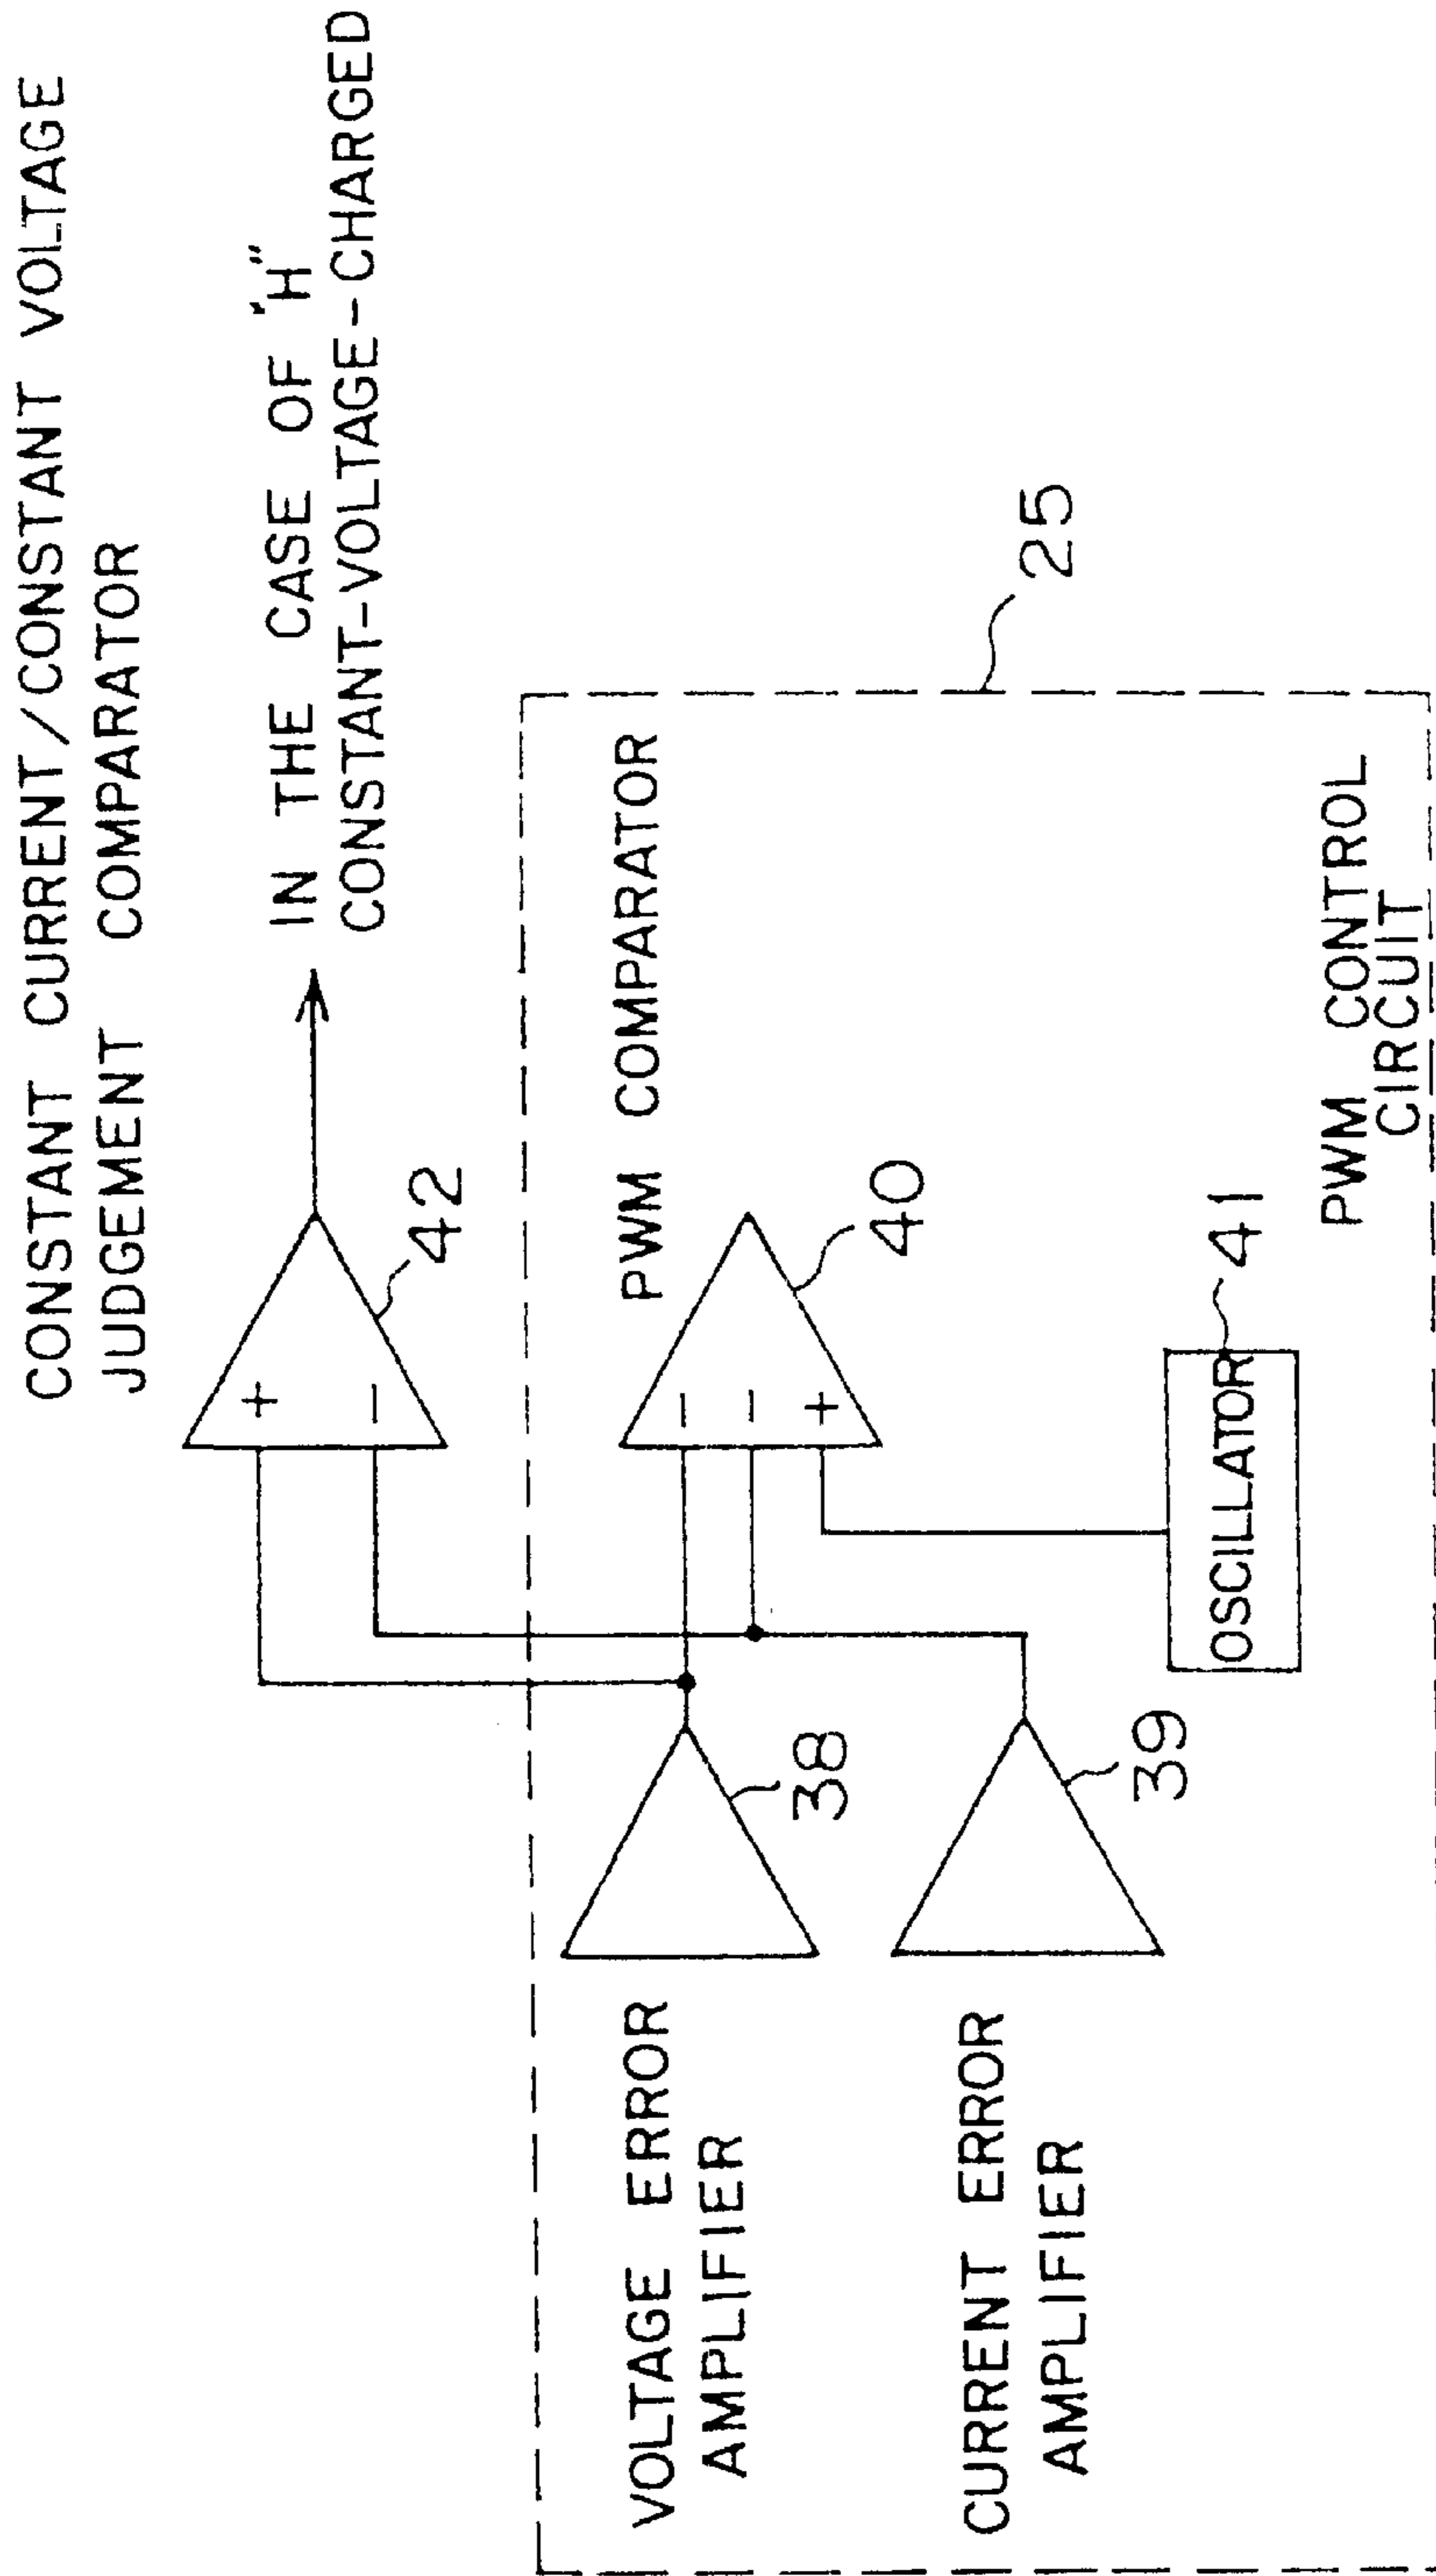 CONSTANT CURRENT/CONSTANT VOLTAGE
JUDGEMENT COMPARATOR
IN THE CASE OF "H"
CONSTANT-VOLTAGE-CHARGED
+
−
42
PWM COMPARATOR
−
−
+
40
25
VOLTAGE ERROR
AMPLIFIER
38
CURRENT ERROR
AMPLIFIER
39
OSCILLATOR
41
PWM CONTROL
CIRCUIT